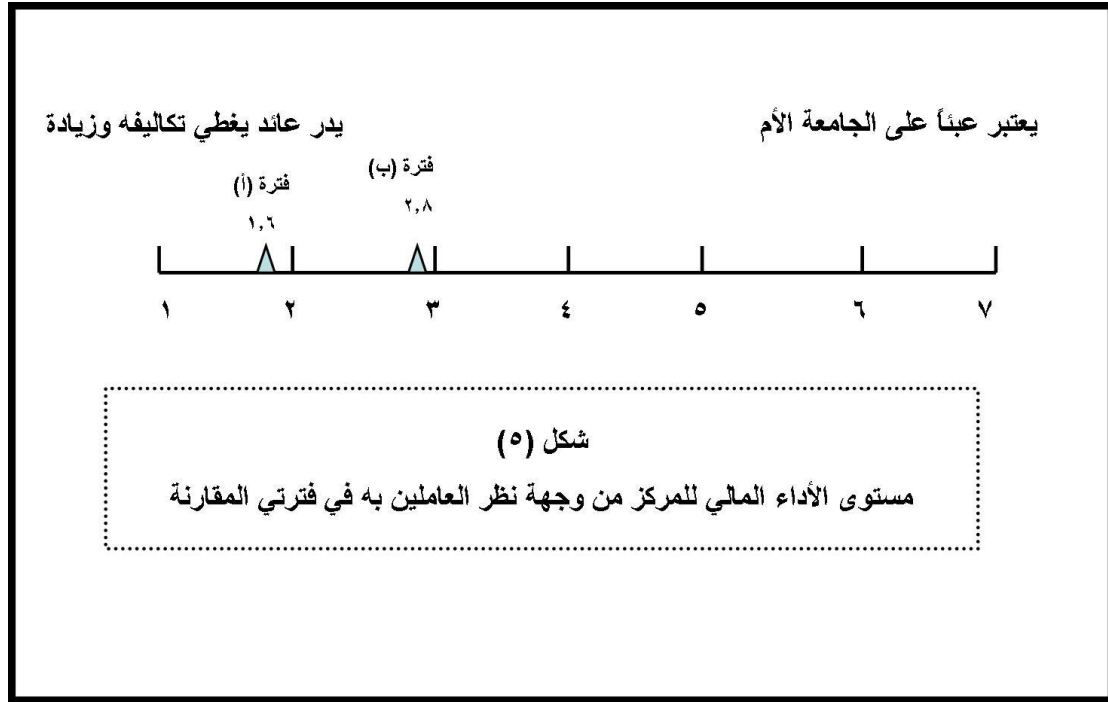 يعتبر عبئاً على الجامعة الأم
يدر عائد يغطي تكاليفه وزيادة
فترة (ب)
٢,٨
فترة (أ)
١,٦
١ ٢ ٣ ٤ ٥ ٦ ٧
شكل (٥)
مستوى الأداء المالي للمركز من وجهة نظر العاملين به في فترتي المقارنة